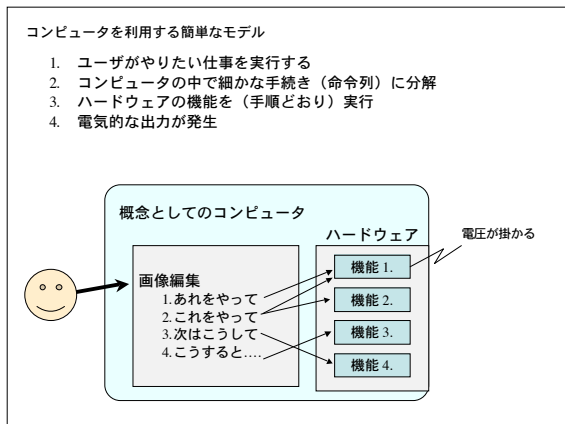 コンピュータを利用する簡単なモデル
1. ユーザがやりたい仕事を実行する
2. コンピュータの中で細かな手続き（命令列）に分解
3. ハードウェアの機能を（手順どおり）実行
4. 電気的な出力が発生
概念としてのコンピュータ
ハードウェア
電圧が掛かる
画像編集
1.あれをやって
2.これをやって
3.次はこうして
4.こうすると….
機能 1.
機能 2.
機能 3.
機能 4.